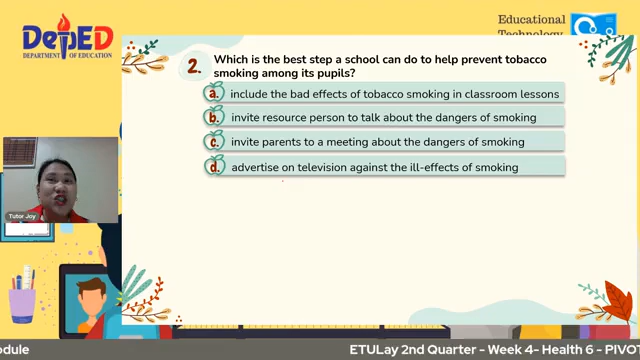 DepED
DEPARTMENT OF EDUCATION
Educational
Technology
2.
Which is the best step a school can do to help prevent tobacco
smoking among its pupils?
a. include the bad effects of tobacco smoking in classroom lessons
b. invite resource person to talk about the dangers of smoking
c. invite parents to a meeting about the dangers of smoking
d. advertise on television against the ill-effects of smoking
Tutor Joy
odule
ETULay 2nd Quarter - Week 4- Health 6 - PIVOT